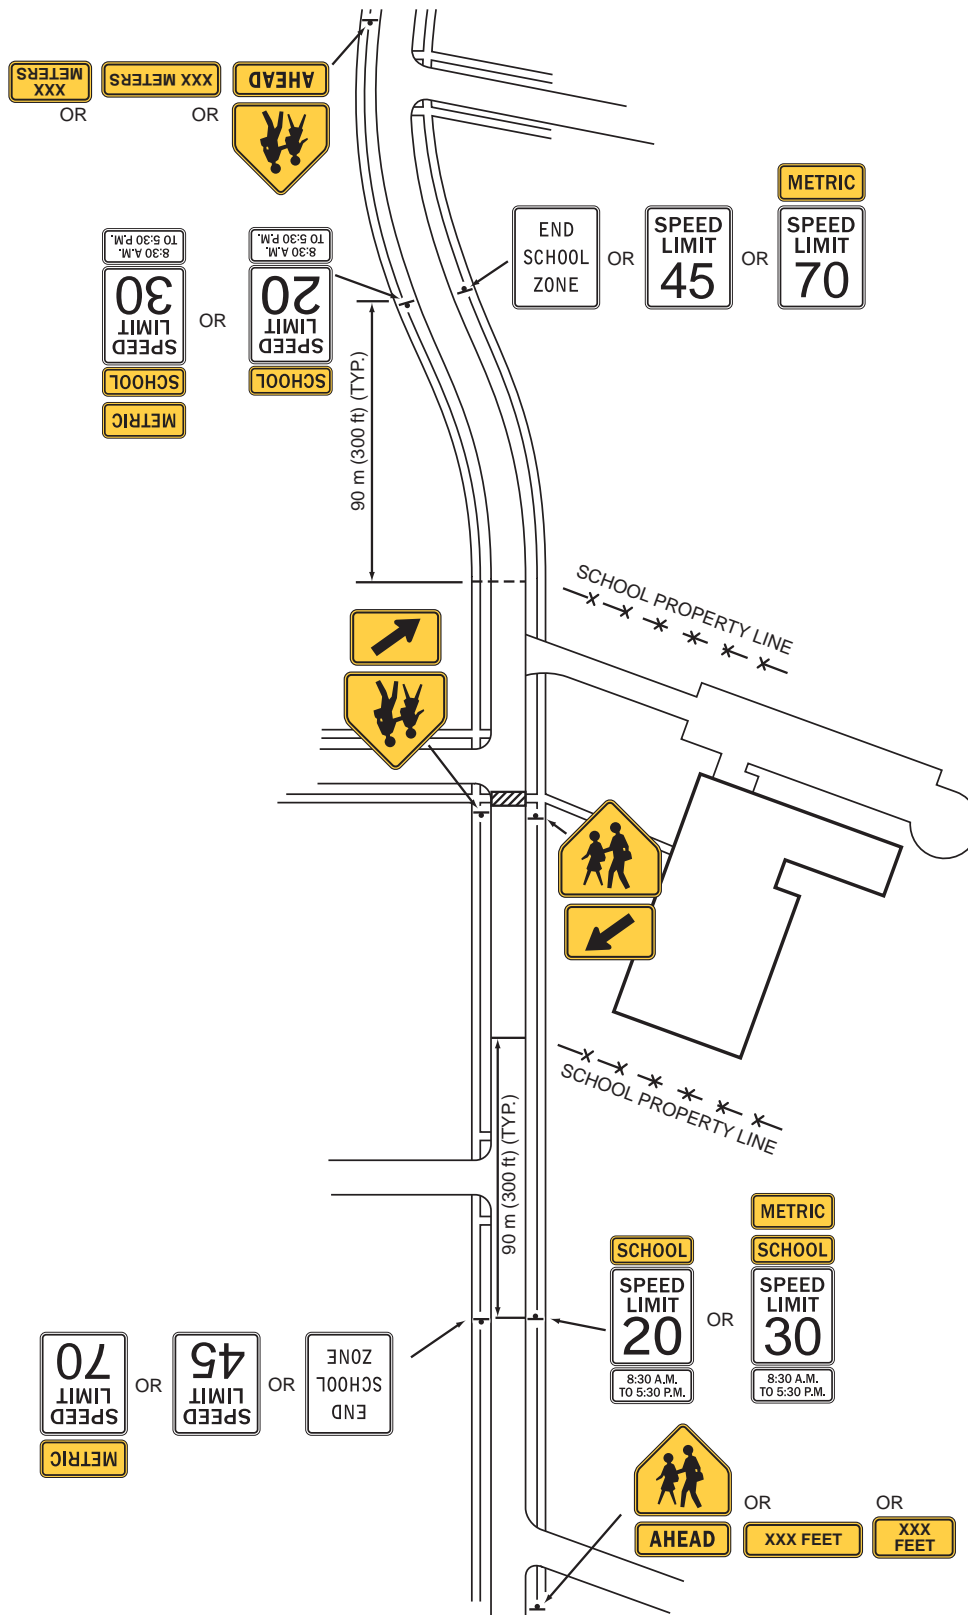 XXX
METERS
OR
XXX METERS
OR
AHEAD
8:30 A.M.
TO 5:30 P.M.
SPEED
LIMIT
30
SCHOOL
METRIC
OR
8:30 A.M.
TO 5:30 P.M.
SPEED
LIMIT
20
SCHOOL
END
SCHOOL
ZONE
OR
SPEED
LIMIT
45
OR
METRIC
SPEED
LIMIT
70
90 m (300 ft) (TYP.)
SCHOOL PROPERTY LINE
SCHOOL PROPERTY LINE
90 m (300 ft) (TYP.)
SCHOOL
SPEED
LIMIT
20
8:30 A.M.
TO 5:30 P.M.
OR
METRIC
SCHOOL
SPEED
LIMIT
30
8:30 A.M.
TO 5:30 P.M.
METRIC
SPEED
LIMIT
70
OR
SPEED
LIMIT
45
OR
END
SCHOOL
ZONE
AHEAD
OR
XXX FEET
OR
XXX
FEET